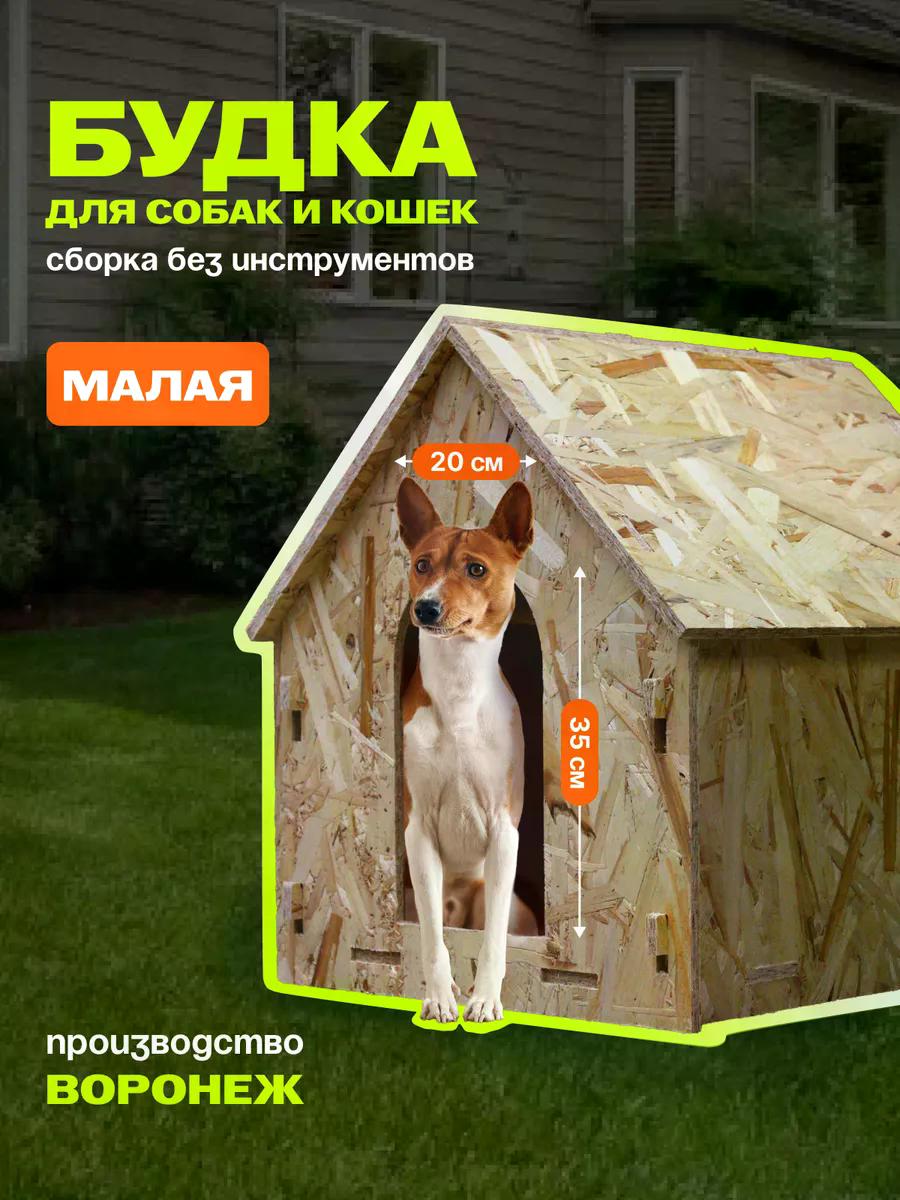 БУДКА
ДЛЯ СОБАК И КОШЕК
сборка без инструментов
МАЛАЯ
20 см
35 см
производство
ВОРОНЕЖ